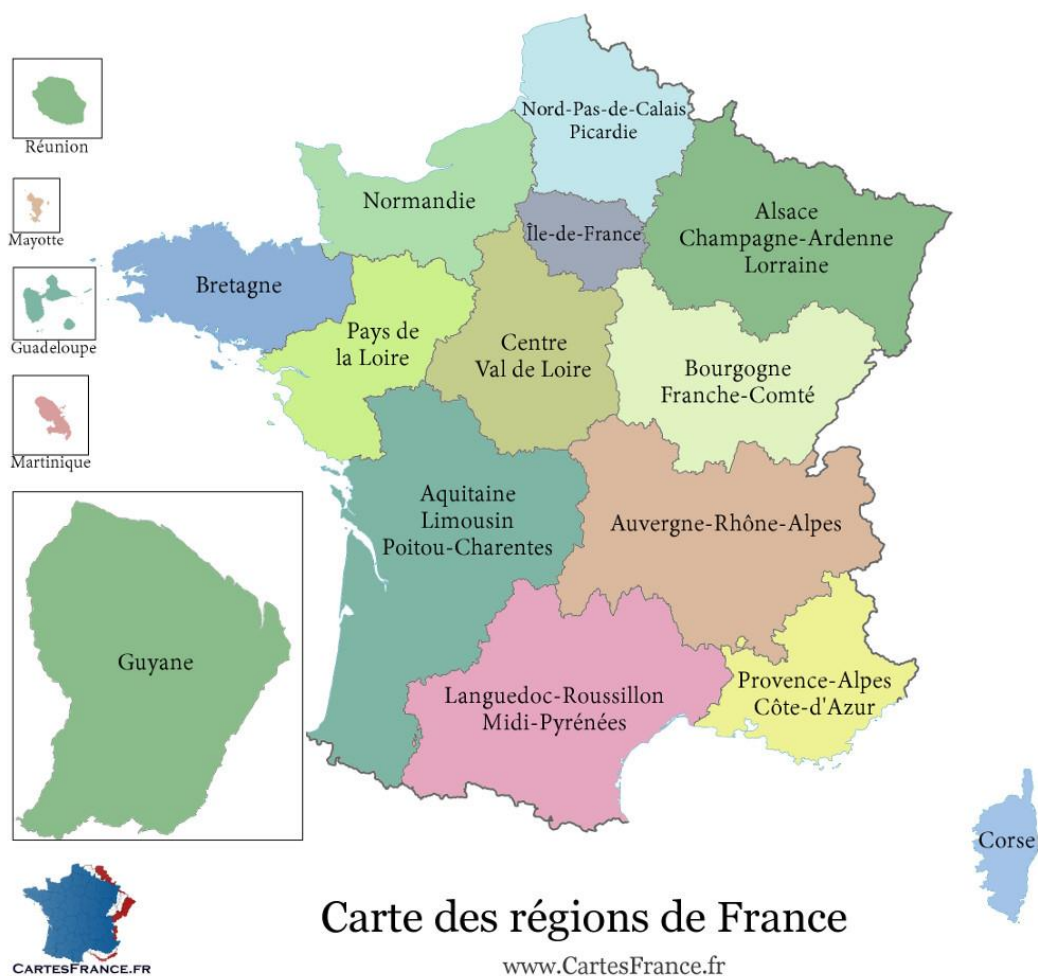 Nord-Pas-de-Calais
Picardie
Réunion
Normandie
Île-de-France
Alsace
Champagne-Ardenne
Lorraine
Mayotte
Bretagne
Guadeloupe
Pays de
la Loire
Centre
Val de Loire
Bourgogne
Franche-Comté
Martinique
Aquitaine
Limousin
Poitou-Charentes
Auvergne-Rhône-Alpes
Guyane
Languedoc-Roussillon
Midi-Pyrénées
Provence-Alpes
Côte-d'Azur
Corse
CARTESFRANCE.FR
Carte des régions de France
www.CartesFrance.fr